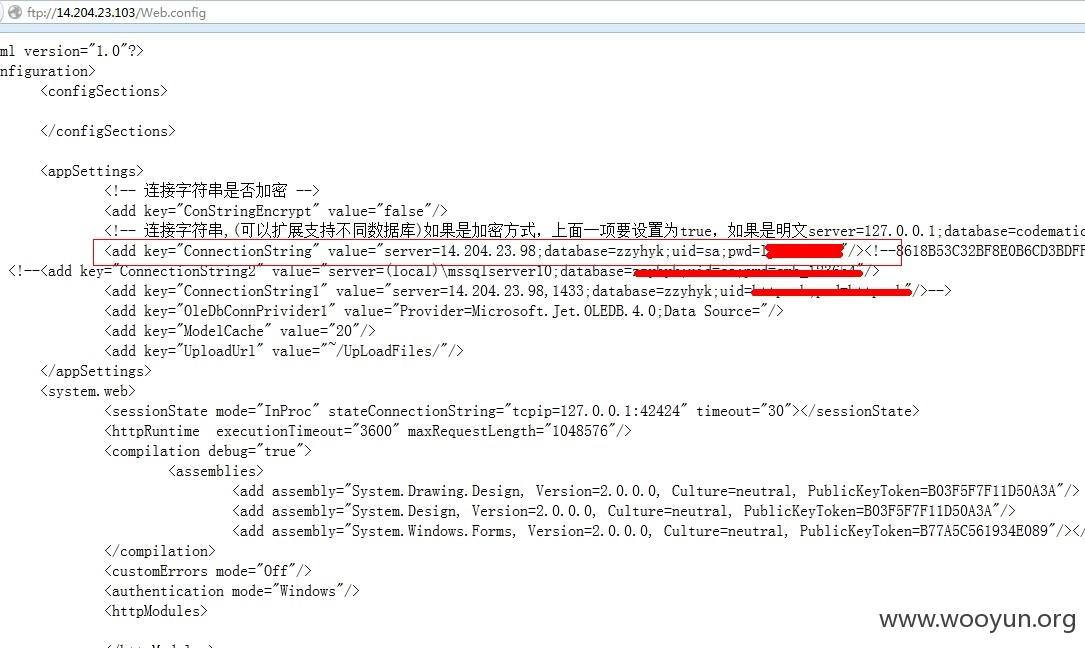 ftp://14.204.23.103/Web.config
ml version="1.0"?>
nfiguration>
<configSections>
</configSections>
<appSettings>
<!-- 连接字符串是否加密 -->
<add key="ConStringEncrypt" value="false"/>
<!-- 连接字符串,(可以扩展支持不同数据库)如果是加密方式，上面一项要设置为true，如果是明文server=127.0.0.1;database=codematic
<add key="ConnectionString" value="server=14.204.23.98;database=zzyhyk;uid=sa;pwd= "/><!--8618B53C32BF8E0B6CD3BDFF
<!--<add key="ConnectionString2" value="server=(local)\mssqlserver10;database= "/>
<add key="ConnectionString1" value="server=14.204.23.98,1433;database=zzyhyk;uid= "/>-->
<add key="OleDbConnPrivider1" value="Provider=Microsoft.Jet.OLEDB.4.0;Data Source="/>
<add key="ModelCache" value="20"/>
<add key="UploadUrl" value="~/UpLoadFiles/"/>
</appSettings>
<system.web>
<sessionState mode="InProc" stateConnectionString="tcpip=127.0.0.1:42424" timeout="30"></sessionState>
<httpRuntime  executionTimeout="3600" maxRequestLength="1048576"/>
<compilation debug="true">
<assemblies>
<add assembly="System.Drawing.Design, Version=2.0.0.0, Culture=neutral, PublicKeyToken=B03F5F7F11D50A3A"/>
<add assembly="System.Design, Version=2.0.0.0, Culture=neutral, PublicKeyToken=B03F5F7F11D50A3A"/>
<add assembly="System.Windows.Forms, Version=2.0.0.0, Culture=neutral, PublicKeyToken=B77A5C561934E089"/></
</compilation>
<customErrors mode="Off"/>
<authentication mode="Windows"/>
<httpModules>
www.wooyun.org